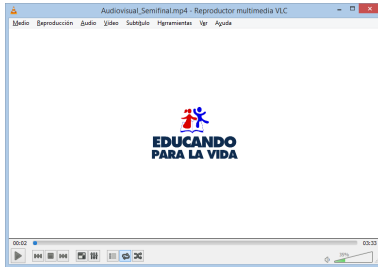 Audiovisual_Semifinal.mp4 - Reproductor multimedia VLC
Medio Reproducción Audio Video Subtítulo Herramientas Ver Ayuda
EDUCANDO
PARA LA VIDA
00:02 03:33